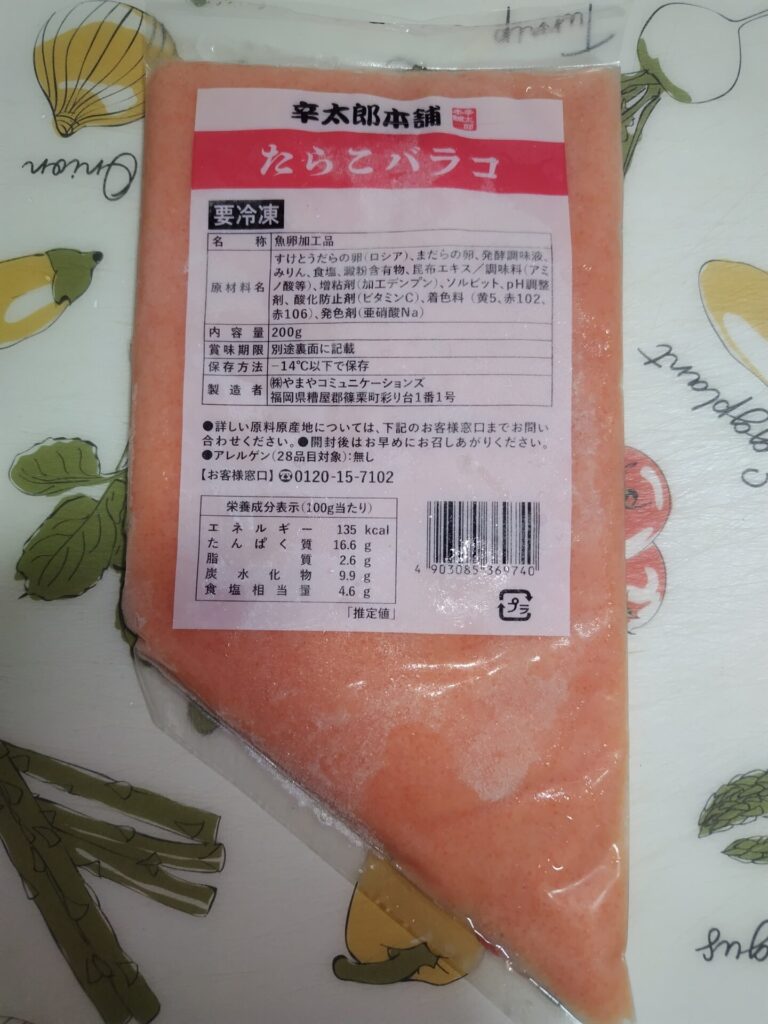 Turnip
Onion
辛太郎本舗
たらこバラコ
要冷凍
名称 魚卵加工品
原材料名 すけとうだらの卵(ロシア)、まだらの卵、発酵調味液、
みりん、食塩、澱粉含有物、昆布エキス/調味料(アミ
ノ酸等)、増粘剤(加工デンプン)、ソルビット、pH調整
剤、酸化防止剤(ビタミンC)、着色料(黄5、赤102、
赤106)、発色剤(亜硝酸Na)
内容量 200g
賞味期限 別途裏面に記載
保存方法 −14℃以下で保存
製造者 ㈱やまやコミュニケーションズ
福岡県糟屋郡篠栗町彩り台1番1号
●詳しい原料原産地については、下記のお客様窓口までお問い
合わせください。●開封後はお早めにお召しあがりください。
●アレルゲン(28品目対象):無し
【お客様窓口】☎0120-15-7102
栄養成分表示(100g当たり)
エネルギー 135 kcal
たんぱく質 16.6 g
脂質 2.6 g
炭水化物 9.9 g
食塩相当量 4.6 g
「推定値」
4 903085 369740
プラ
eggplant
gus